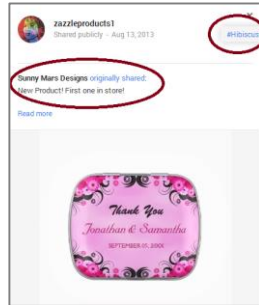 zazzleproducts1
Shared publicly - Aug 13, 2013
#Hibiscus
Sunny Mars Designs originally shared:
New Product! First one in store!
Read more
Thank You
Jonathan & Samantha
SEPTEMBER 01, 20XX